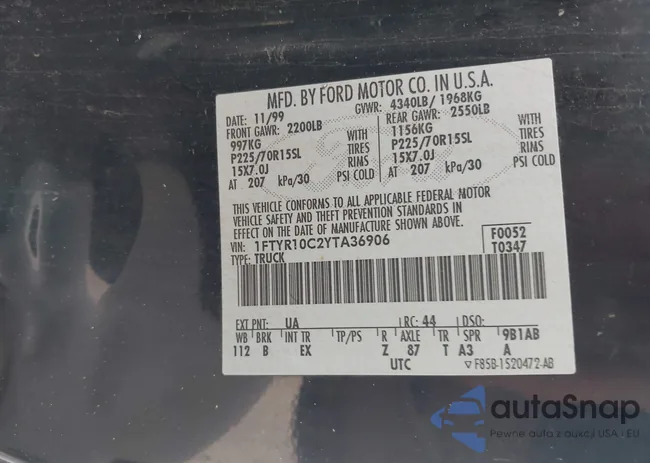 MFD. BY FORD MOTOR CO. IN U.S.A.
DATE: 11/99 GVWR: 4340LB/ 1968KG
FRONT GAWR: 2200LB REAR GAWR: 2550LB
997KG WITH 1156KG WITH
P225/70R15SL TIRES P225/70R15SL TIRES
15X7.0J RIMS 15X7.0J RIMS
AT 207 kPa/30 PSI COLD AT 207 kPa/30 PSI COLD
THIS VEHICLE CONFORMS TO ALL APPLICABLE FEDERAL MOTOR
VEHICLE SAFETY AND THEFT PREVENTION STANDARDS IN
EFFECT ON THE DATE OF MANUFACTURE SHOWN ABOVE.
VIN: 1FTYR10C2YTA36906 F0052
TYPE: TRUCK T0347
EXT PNT: UA RC: 44 DSO:
WB BRK INT TR TP/PS R AXLE TR SPR 9B1AB
112 B EX Z 87 T A3 A
UTC ▽F85B-1520472-AB
autaSnap
Pewne auta z aukcji USA - EU